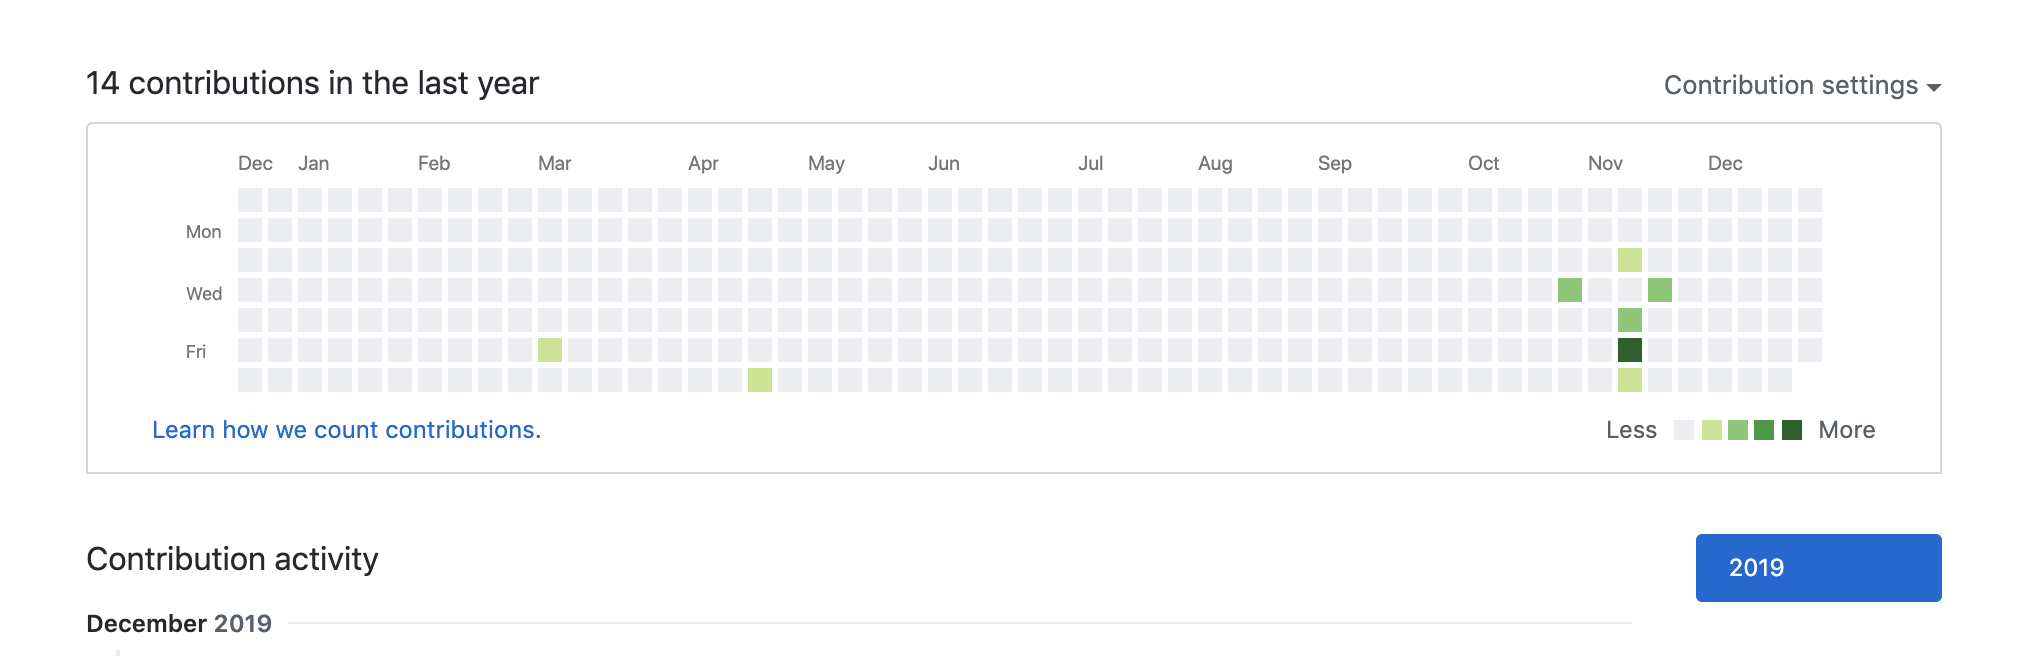 14 contributions in the last year
Contribution settings
Dec Jan Feb Mar Apr May Jun Jul Aug Sep Oct Nov Dec
Mon
Wed
Fri
Learn how we count contributions.
Less More
Contribution activity
2019
December 2019